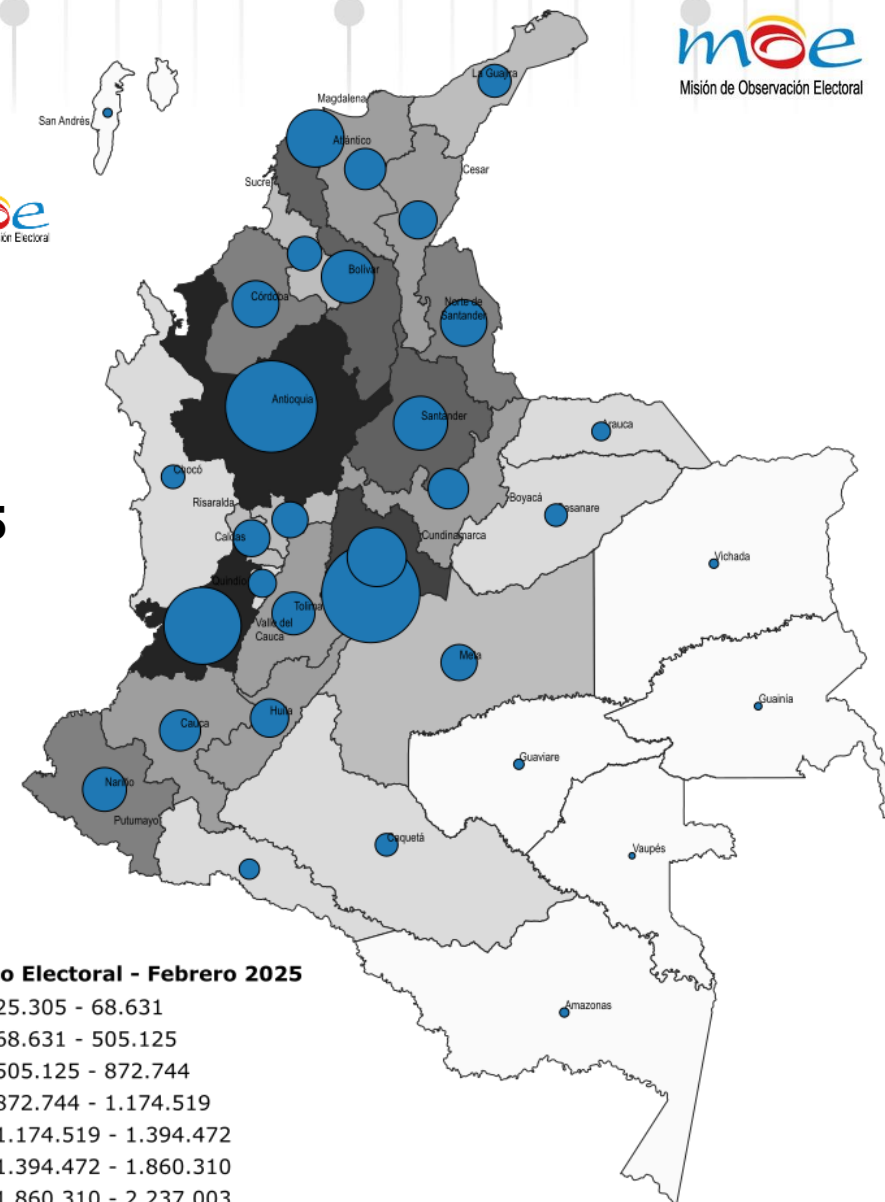 moe
Misión de Observación Electoral
La Guajira
Magdalena
San Andrés
Atlántico
Cesar
Sucre
oe
ión Electoral
Bolívar
Córdoba
Norte de
Santander
Antioquia
Santander
Arauca
Chocó
Boyacá
Risaralda
Casanare
5
Caldas
Cundinamarca
Vichada
Quindío
Tolima
Valle del
Cauca
Meta
Guainía
Huila
Cauca
Guaviare
Nariño
Putumayo
Caquetá
Vaupés
o Electoral - Febrero 2025
25.305 - 68.631
68.631 - 505.125
505.125 - 872.744
872.744 - 1.174.519
1.174.519 - 1.394.472
1.394.472 - 1.860.310
1.860.310 - 2.237.003
Amazonas